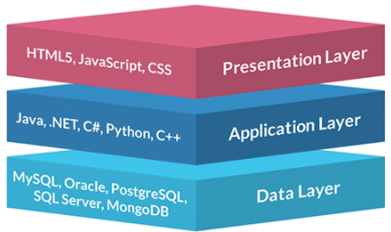 HTML5, JavaScript, CSS
Presentation Layer
Java, .NET, C#, Python, C++
Application Layer
MySQL, Oracle, PostgreSQL,
SQL Server, MongoDB
Data Layer